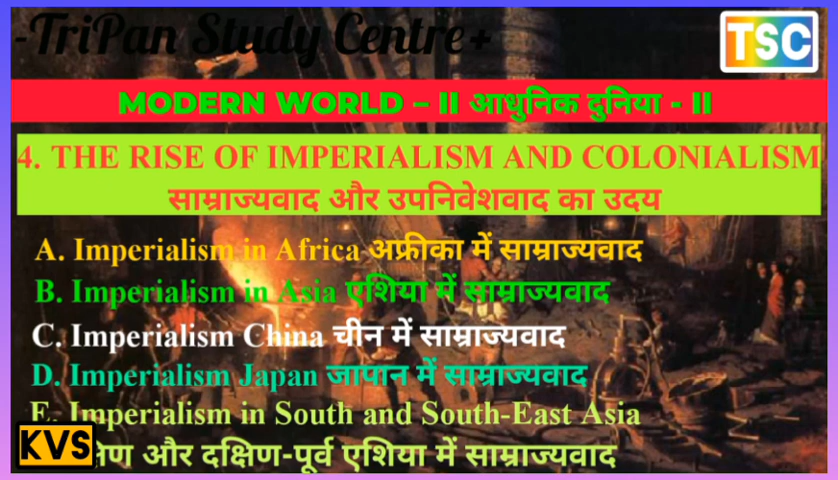 -TriPan Study Centre+
TSC
MODERN WORLD – II आधुनिक दुनिया - II
4. THE RISE OF IMPERIALISM AND COLONIALISM
साम्राज्यवाद और उपनिवेशवाद का उदय
A. Imperialism in Africa अफ्रीका में साम्राज्यवाद
B. Imperialism in Asia एशिया में साम्राज्यवाद
C. Imperialism China चीन में साम्राज्यवाद
D. Imperialism Japan जापान में साम्राज्यवाद
E. Imperialism in South and South-East Asia
KVS
और दक्षिण-पूर्व एशिया में साम्राज्यवाद